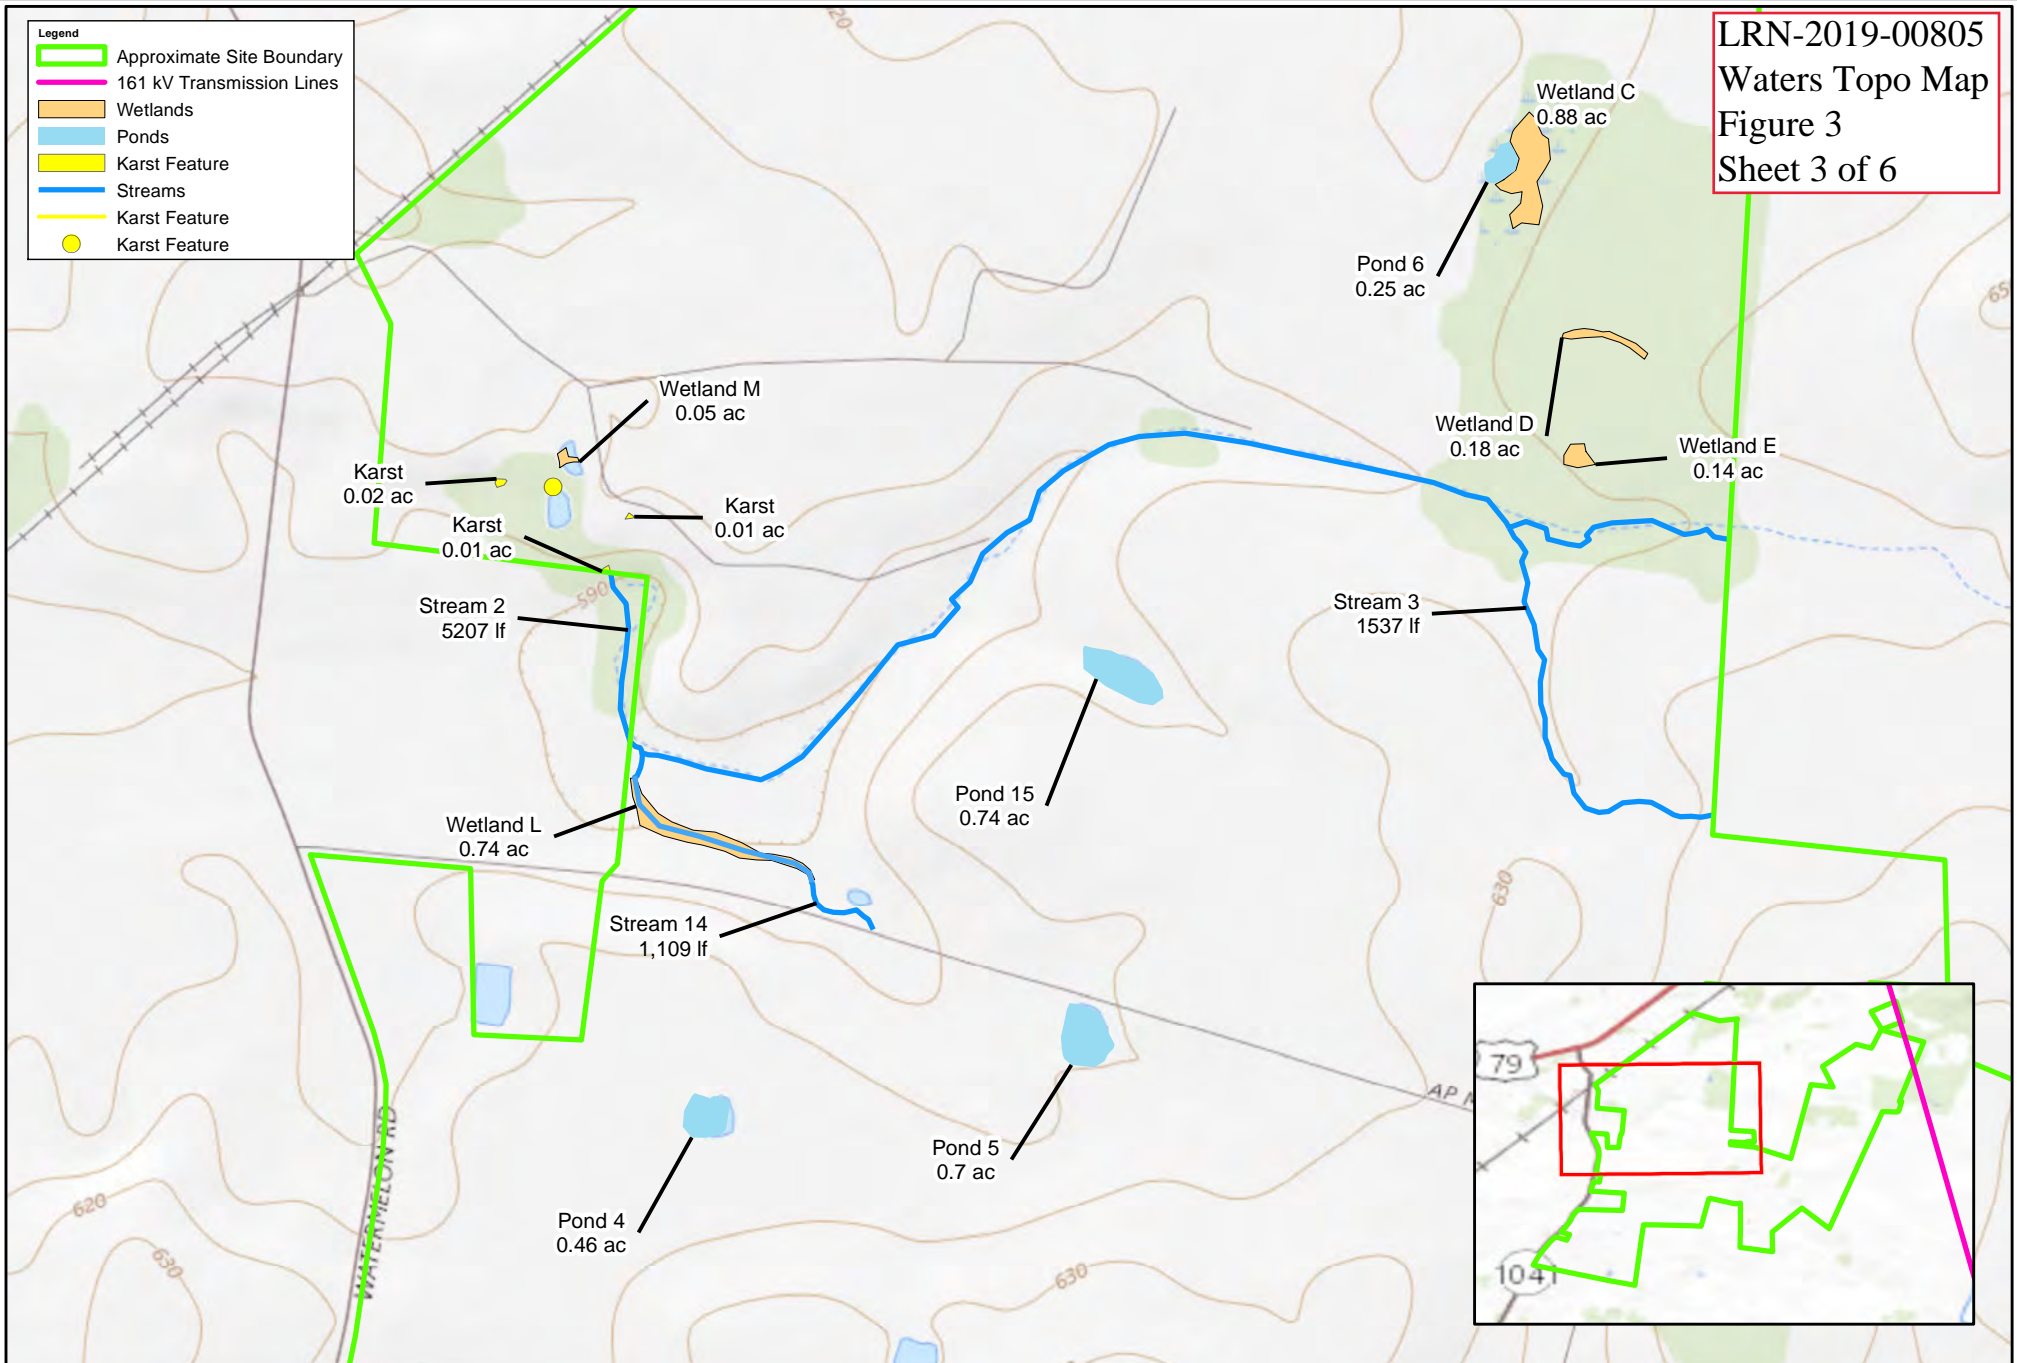 Legend
Approximate Site Boundary
161 kV Transmission Lines
Wetlands
Ponds
Karst Feature
Streams
Karst Feature
Karst Feature
LRN-2019-00805
Waters Topo Map
Figure 3
Sheet 3 of 6
Wetland C
0.88 ac
Pond 6
0.25 ac
Wetland M
0.05 ac
Wetland D
0.18 ac
Wetland E
0.14 ac
Karst
0.02 ac
Karst
0.01 ac
Karst
0.01 ac
590
Stream 2
5207 lf
Stream 3
1537 lf
Pond 15
0.74 ac
Wetland L
0.74 ac
Stream 14
1,109 lf
630
AP
Pond 5
0.7 ac
Pond 4
0.46 ac
WATERMELON RD
620
630
630
79
1041